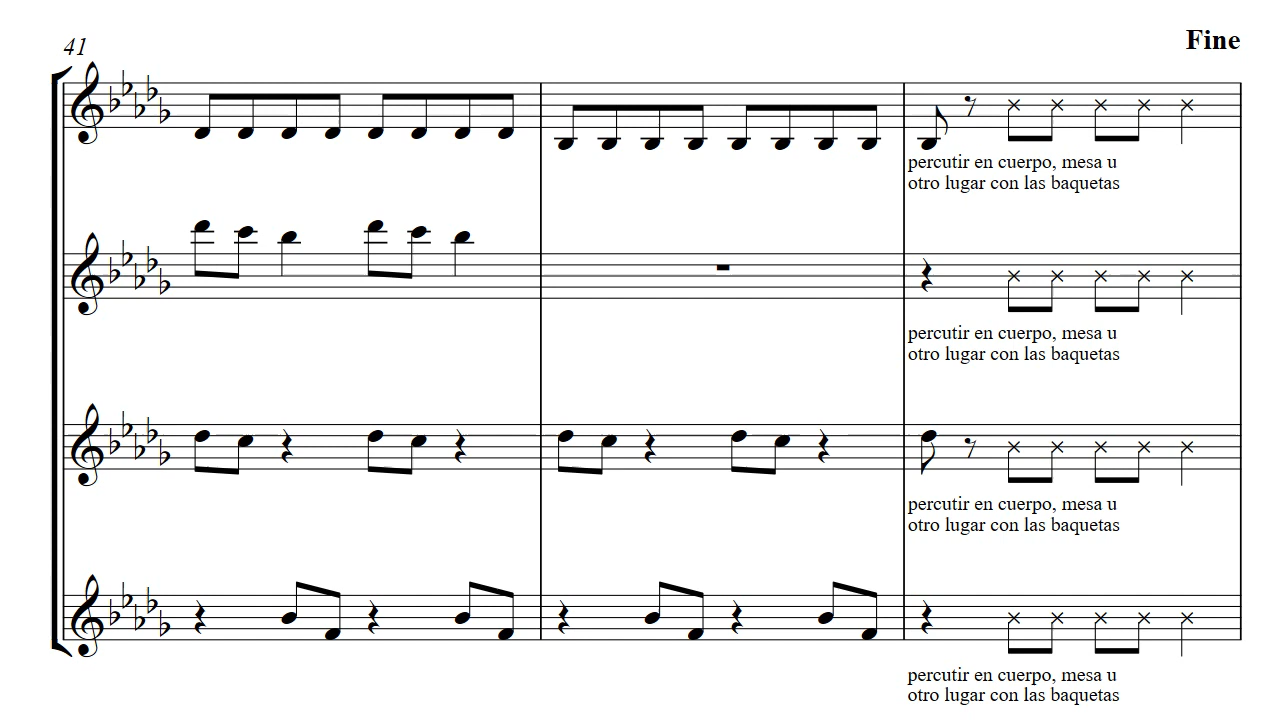 41
Fine
percutir en cuerpo, mesa u
otro lugar con las baquetas
percutir en cuerpo, mesa u
otro lugar con las baquetas
percutir en cuerpo, mesa u
otro lugar con las baquetas
percutir en cuerpo, mesa u
otro lugar con las baquetas